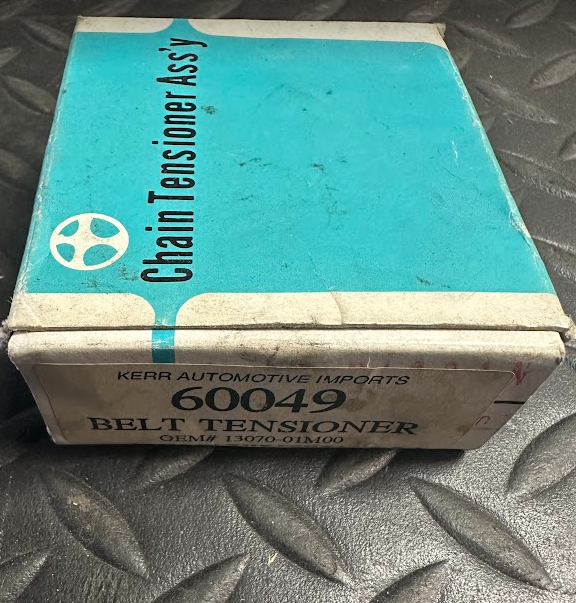 Chain Tensioner Ass'y
KERR AUTOMOTIVE IMPORTS
60049
BELT TENSIONER
OEM# 13070-01M00